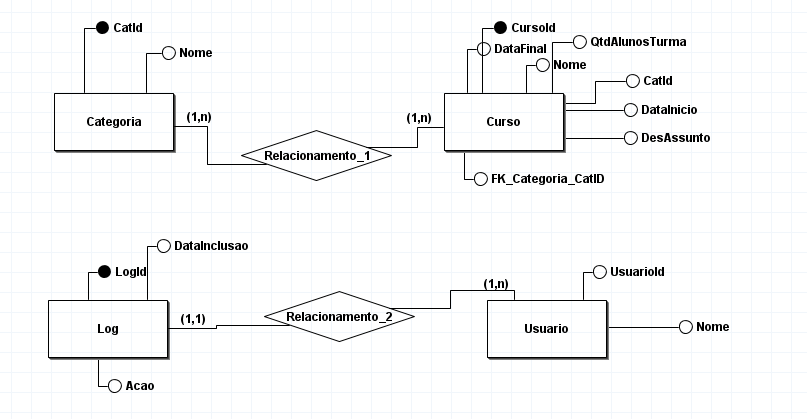 CatId
Nome
Categoria
(1,n)
Relacionamento_1
(1,n)
CursoId
DataFinal
QtdAlunosTurma
Nome
CatId
Curso
DataInicio
DesAssunto
FK_Categoria_CatID
DataInclusao
LogId
Log
(1,1)
Acao
Relacionamento_2
(1,n)
UsuarioId
Usuario
Nome